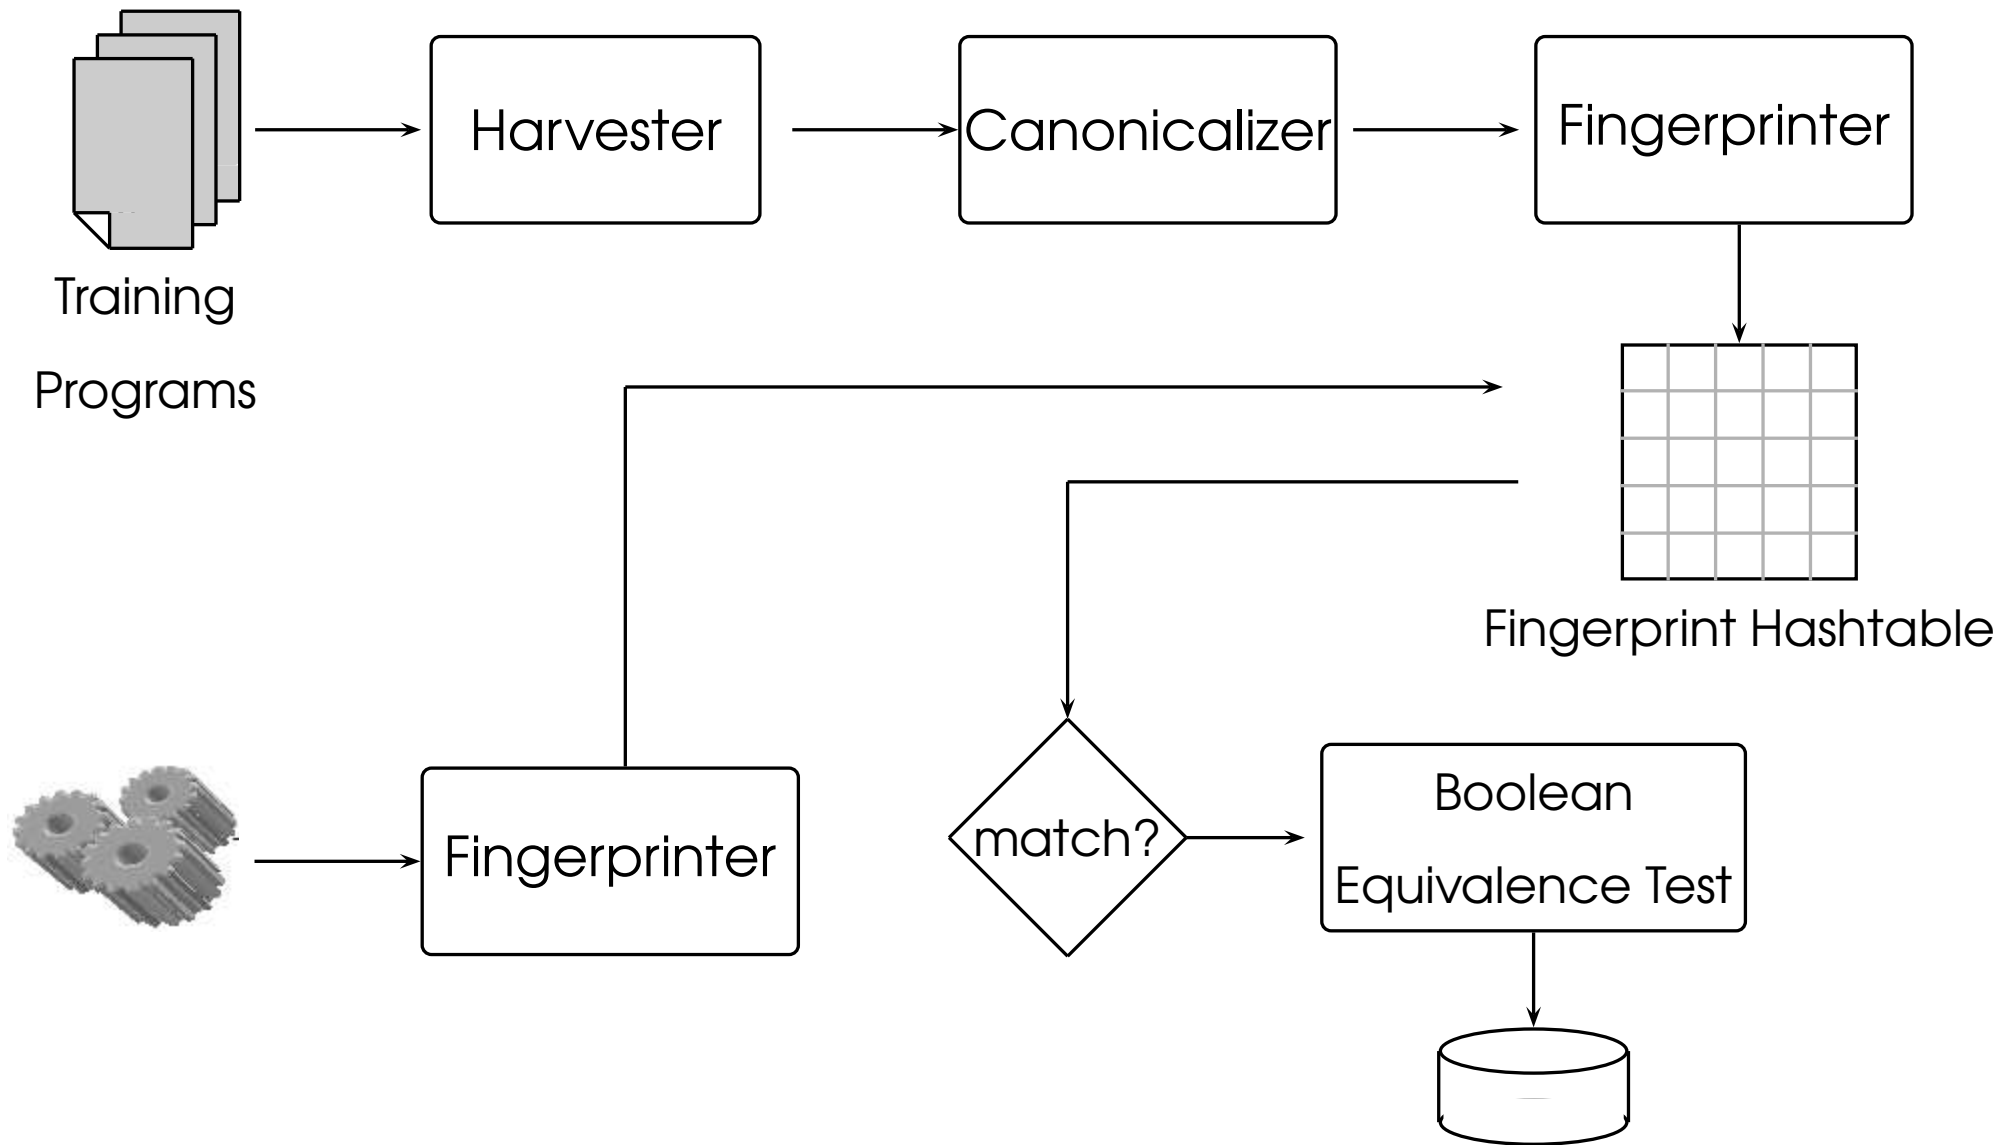 Harvester
Canonicalizer
Fingerprinter
Training
Programs
Fingerprint Hashtable
Fingerprinter
match?
Boolean
Equivalence Test